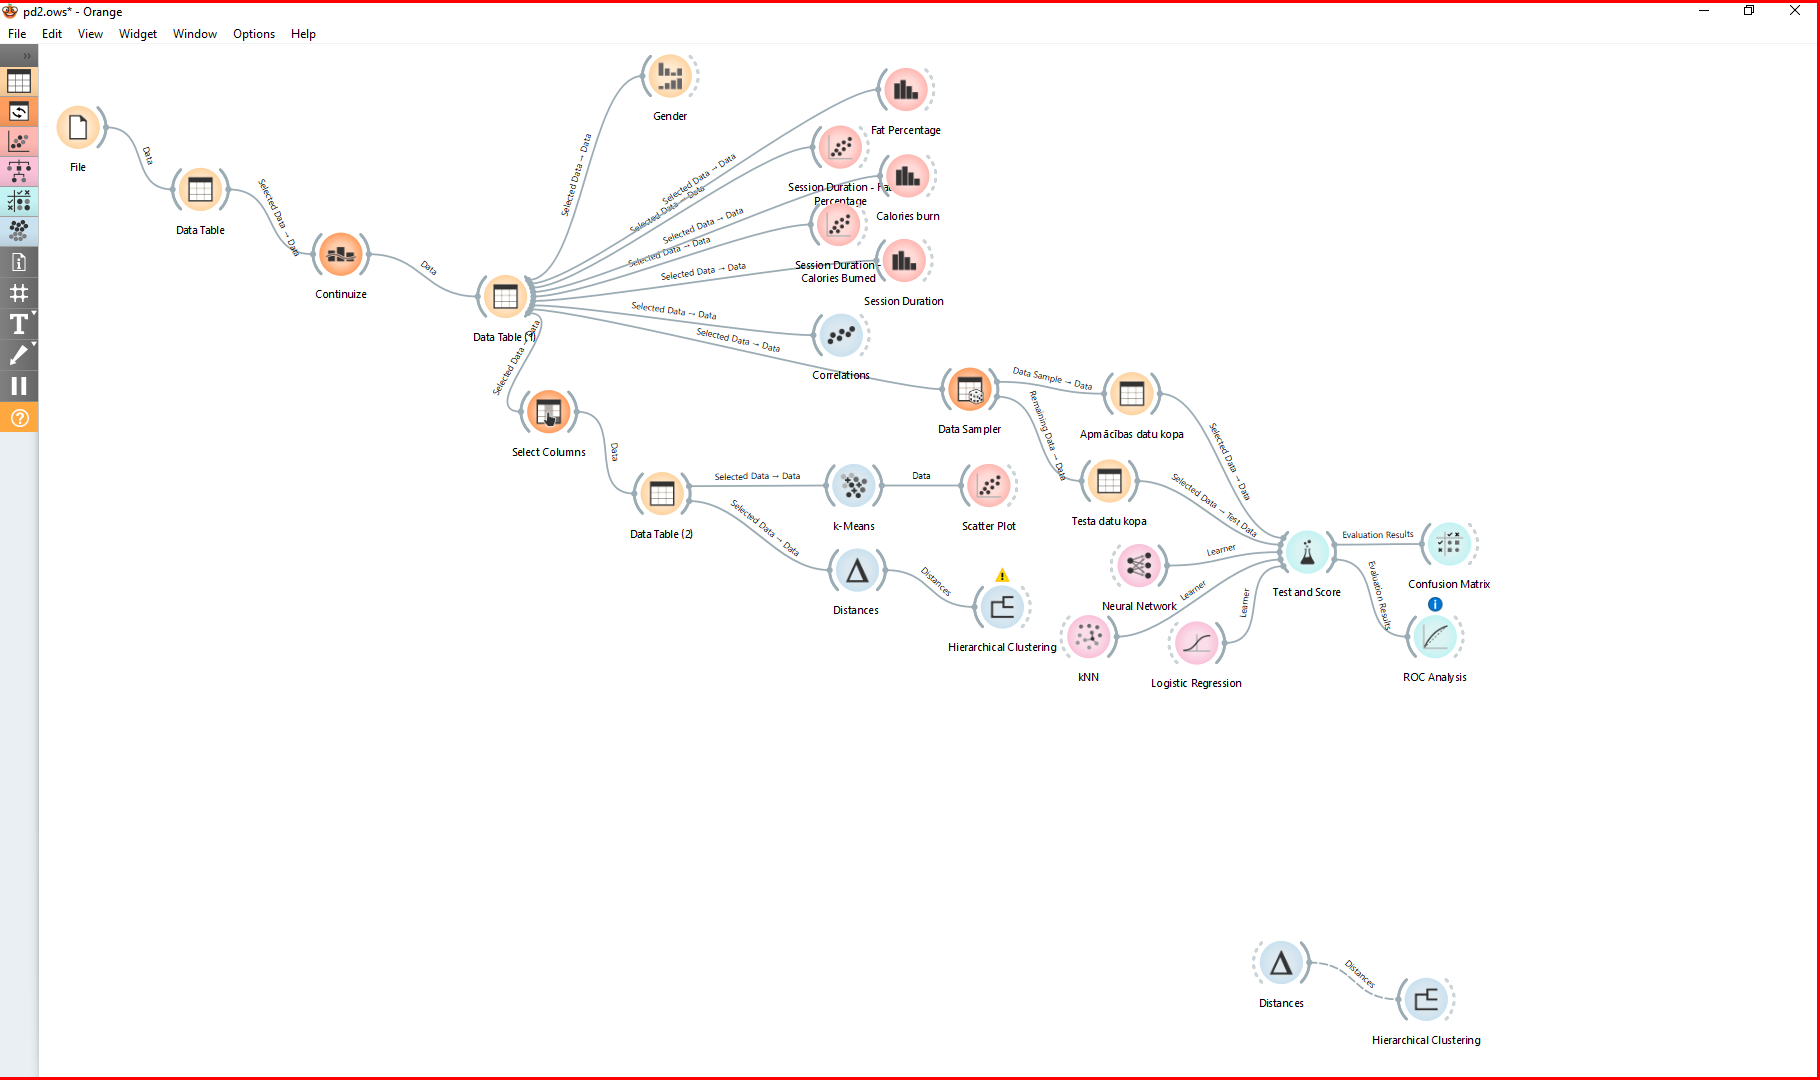 pd2.ows* - Orange
File Edit View Widget Window Options Help
File
Data
Data Table
Selected Data → Data
Continuize
Data
Data Table (1)
Selected Data → Data
Gender
Selected Data → Data
Fat Percentage
Selected Data → Data
Session Duration - Fat
Percentage
Selected Data → Data
Calories burn
Selected Data → Data
Session Duration -
Calories Burned
Selected Data → Data
Session Duration
Selected Data → Data
Correlations
Selected Data → Data
Data Sampler
Data Sample → Data
Apmācības datu kopa
Remaining Data → Data
Testa datu kopa
Selected Data → Data
Selected Data → Test Data
Selected Data → Data
Select Columns
Data
Data Table (2)
Selected Data → Data
k-Means
Data
Scatter Plot
Selected Data → Data
Distances
Distances
Hierarchical Clustering
Neural Network
Learner
kNN
Learner
Logistic Regression
Learner
Test and Score
Evaluation Results
Confusion Matrix
Evaluation Results
ROC Analysis
Distances
Distances
Hierarchical Clustering